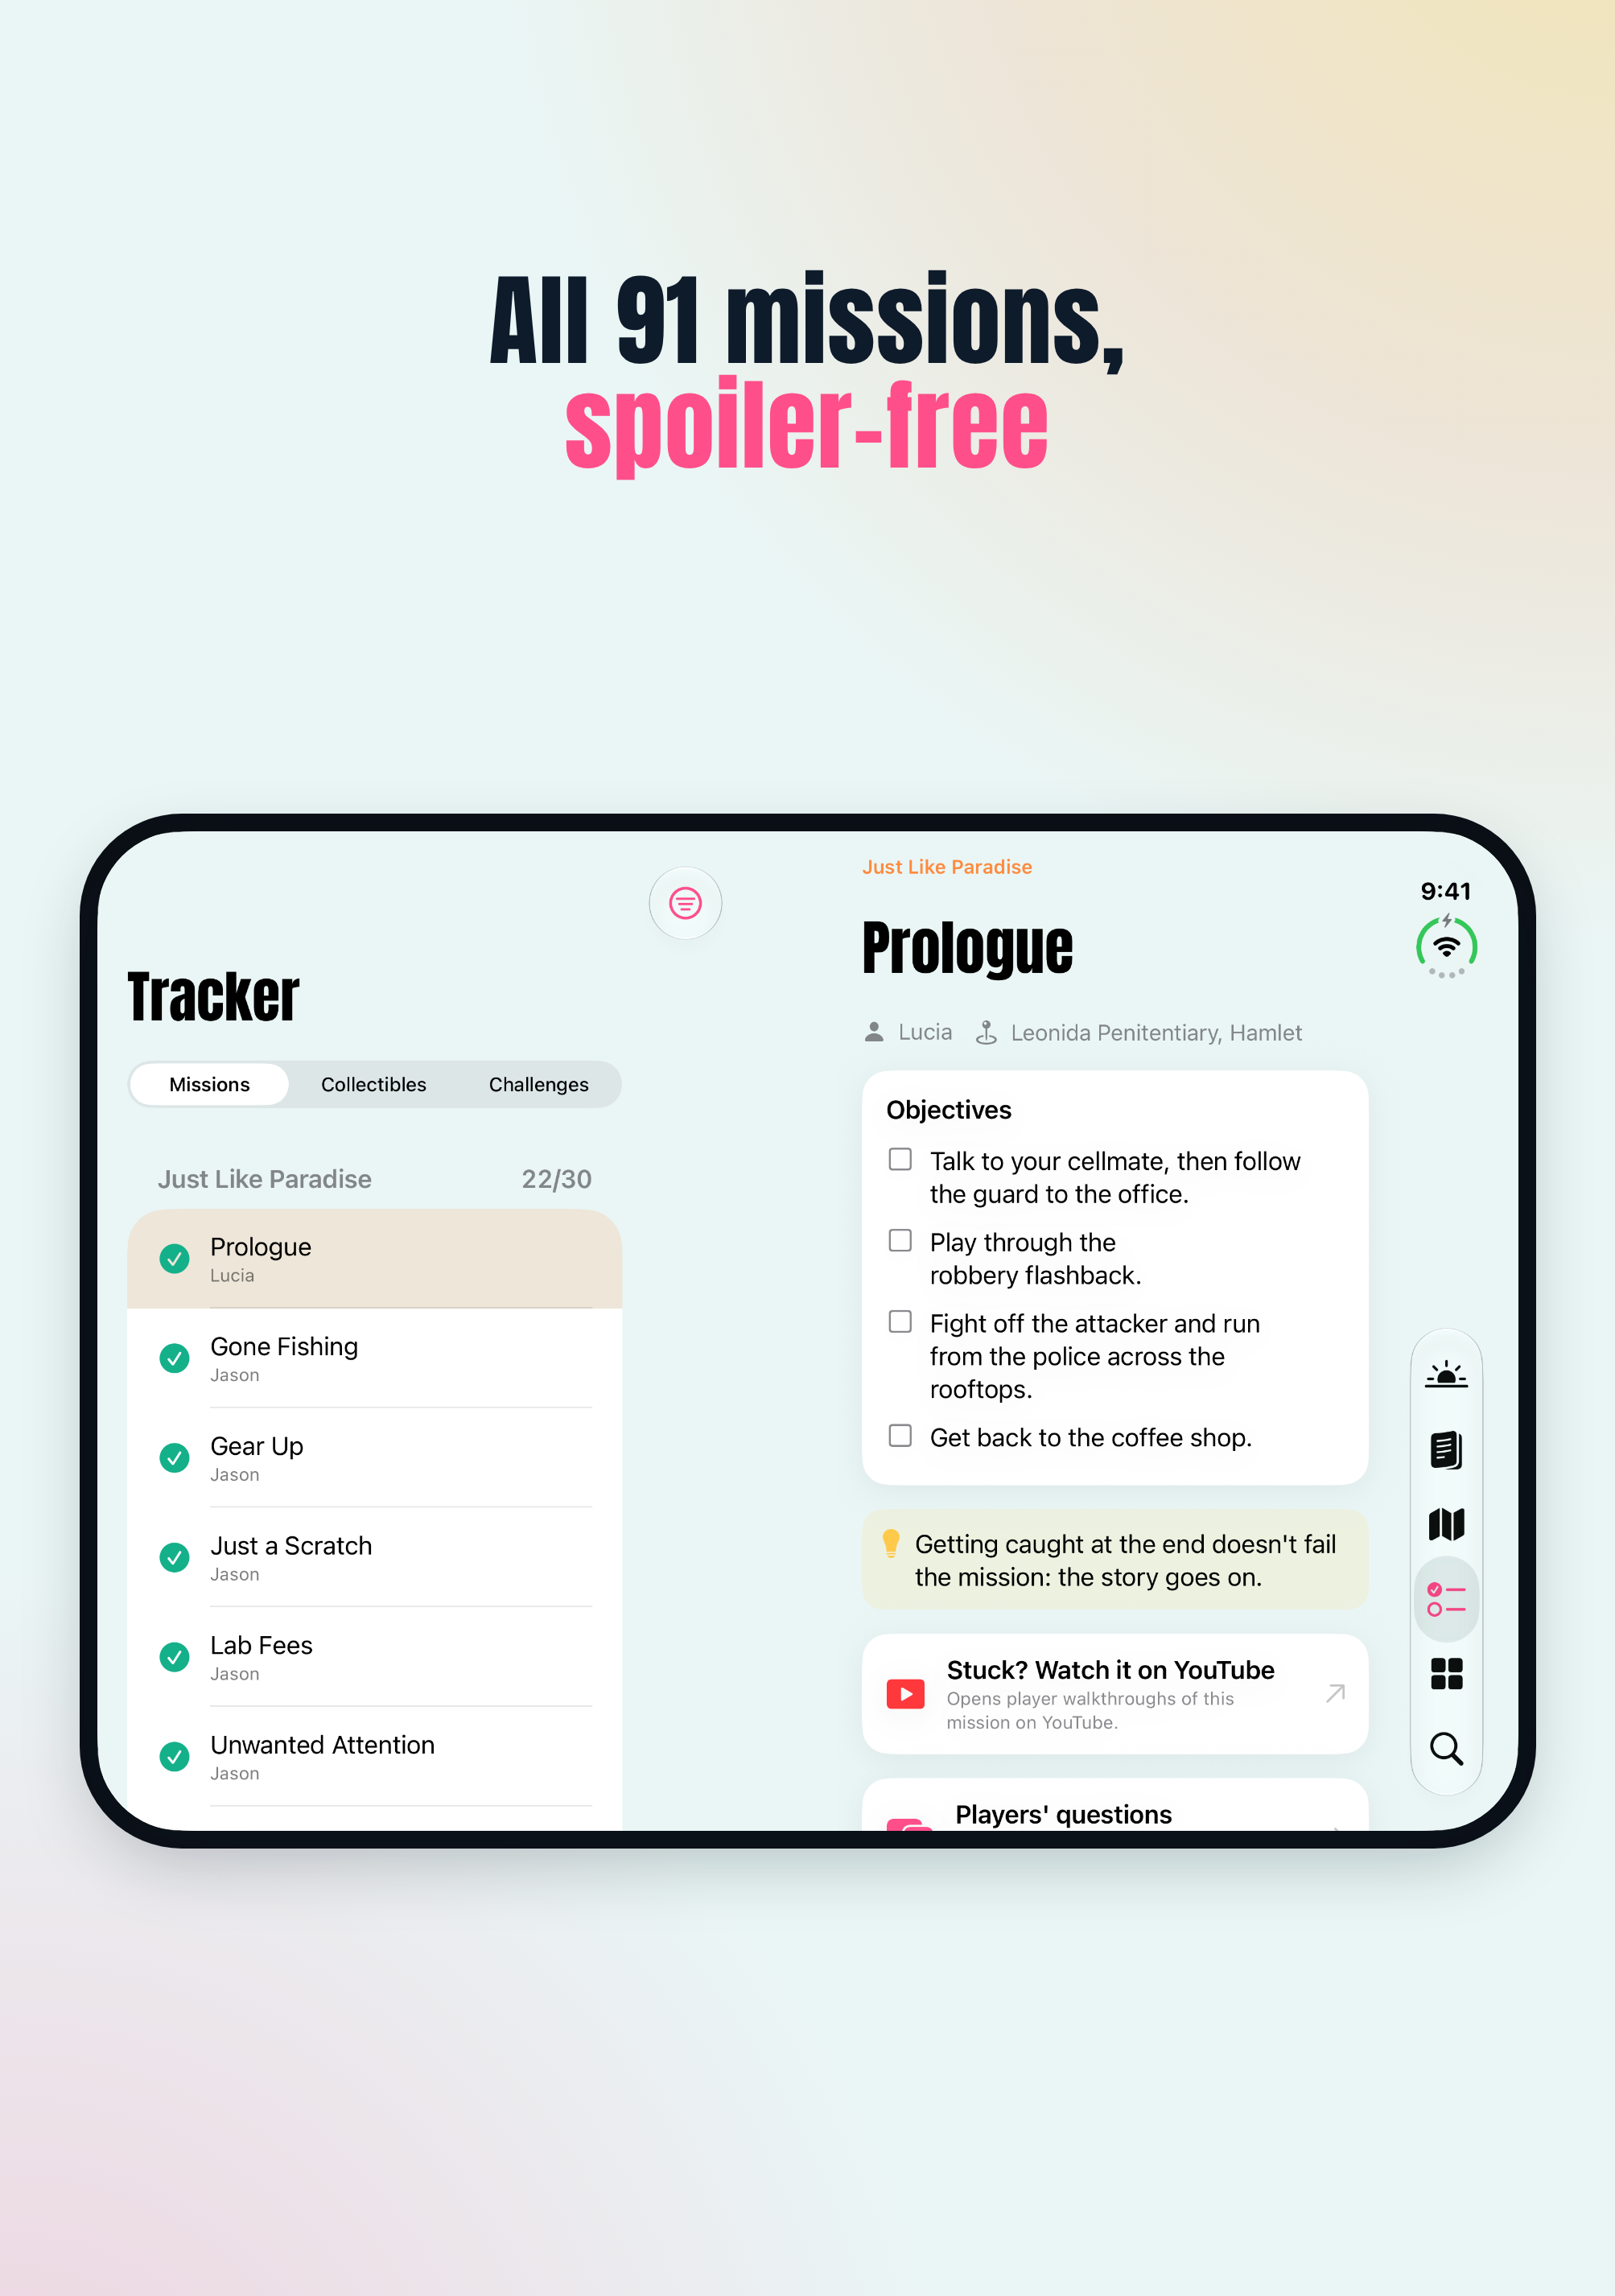 All 91 missions,
spoiler-free
Tracker
Missions
Collectibles
Challenges
Just Like Paradise
22/30
Prologue
Lucia
Gone Fishing
Jason
Gear Up
Jason
Just a Scratch
Jason
Lab Fees
Jason
Unwanted Attention
Jason
Just Like Paradise
Prologue
Lucia
Leonida Penitentiary, Hamlet
Objectives
Talk to your cellmate, then follow
the guard to the office.
Play through the
robbery flashback.
Fight off the attacker and run
from the police across the
rooftops.
Get back to the coffee shop.
Getting caught at the end doesn't fail
the mission: the story goes on.
Stuck? Watch it on YouTube
Opens player walkthroughs of this
mission on YouTube.
Players' questions
9:41